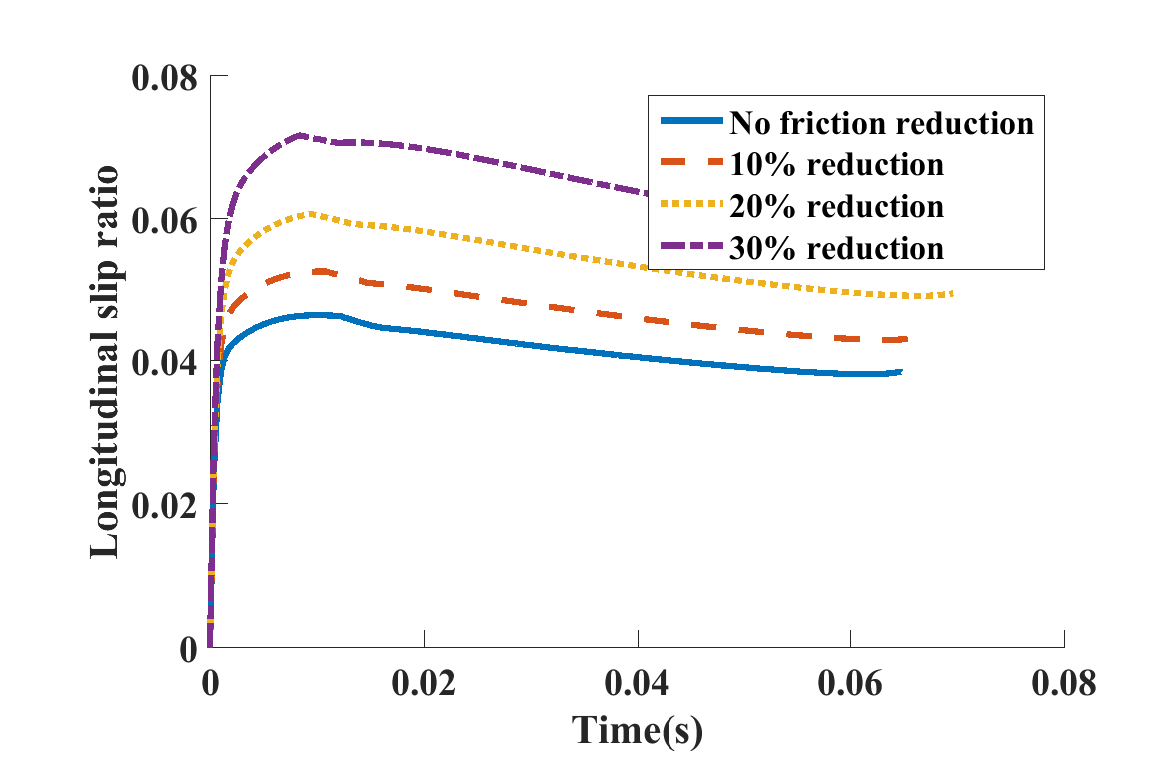 0.08
0.06
0.04
0.02
0
0
0.02
0.04
0.06
0.08
Longitudinal slip ratio
Time(s)
No friction reduction
10% reduction
20% reduction
30% reduction